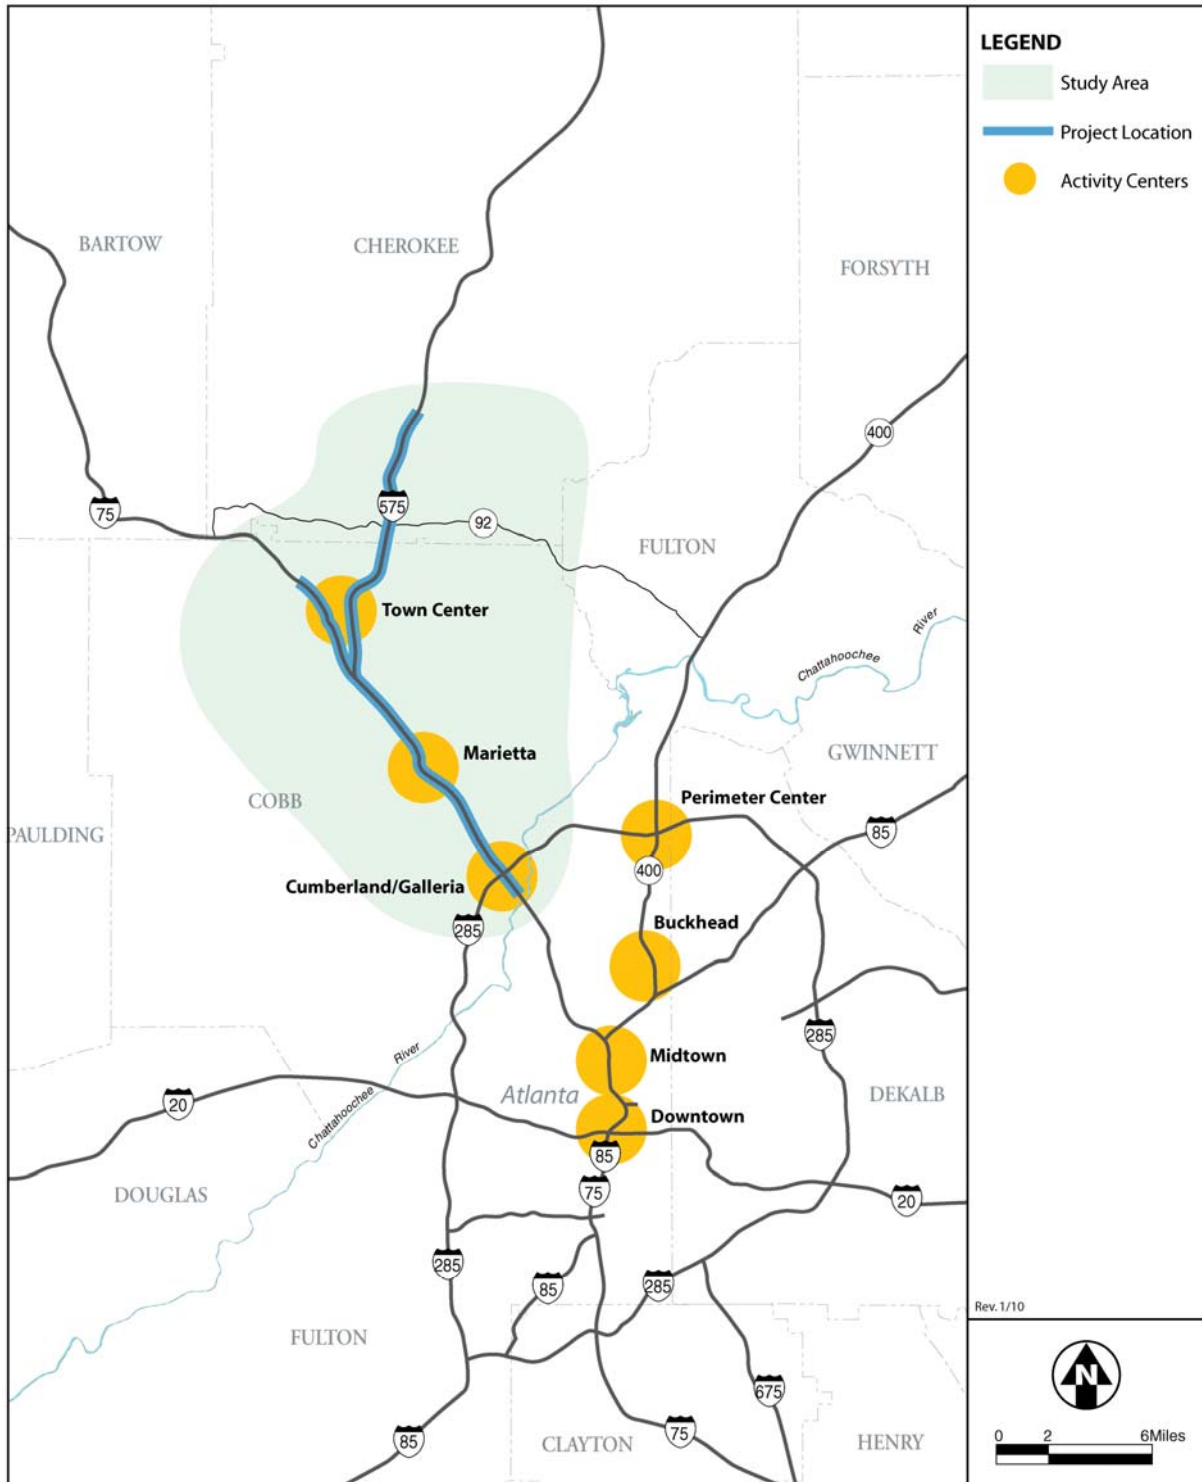 LEGEND
Study Area
Project Location
Activity Centers
BARTOW
CHEROKEE
FORSYTH
400
75
575
92
FULTON
Town Center
Chattahoochee
River
Marietta
GWINNETT
COBB
Perimeter Center
PAULDING
85
400
Cumberland/Galleria
285
Buckhead
285
Midtown
River
Chattahoochee
Atlanta
DEKALB
20
Downtown
85
75
DOUGLAS
20
285
85
285
Rev. 1/10
FULTON
N
675
85
CLAYTON
75
HENRY
0 2 6Miles